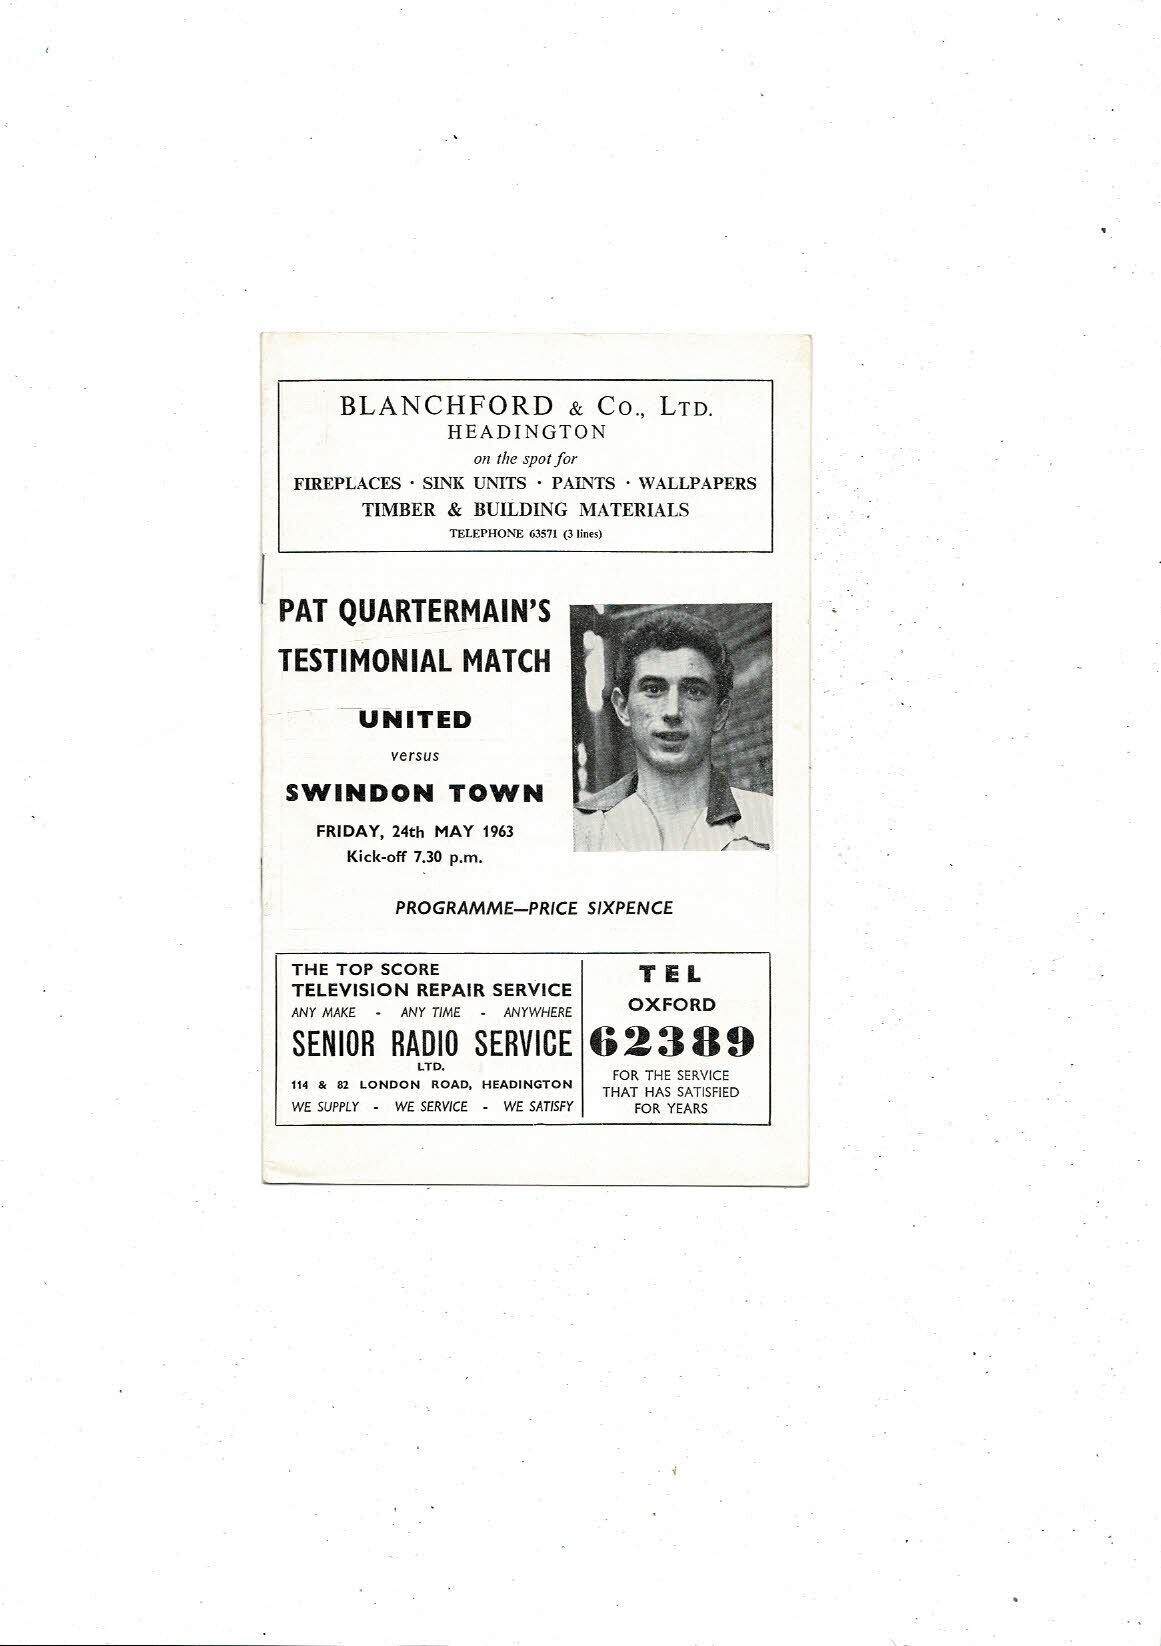 BLANCHFORD & Co., LTD.
HEADINGTON
on the spot for
FIREPLACES · SINK UNITS · PAINTS · WALLPAPERS
TIMBER & BUILDING MATERIALS
TELEPHONE 63571 (3 lines)
PAT QUARTERMAIN'S
TESTIMONIAL MATCH
UNITED
versus
SWINDON TOWN
FRIDAY, 24th MAY 1963
Kick-off 7.30 p.m.
PROGRAMME—PRICE SIXPENCE
THE TOP SCORE
TELEVISION REPAIR SERVICE
ANY MAKE - ANY TIME - ANYWHERE
SENIOR RADIO SERVICE
LTD.
114 & 82 LONDON ROAD, HEADINGTON
WE SUPPLY - WE SERVICE - WE SATISFY
TEL
OXFORD
62389
FOR THE SERVICE
THAT HAS SATISFIED
FOR YEARS